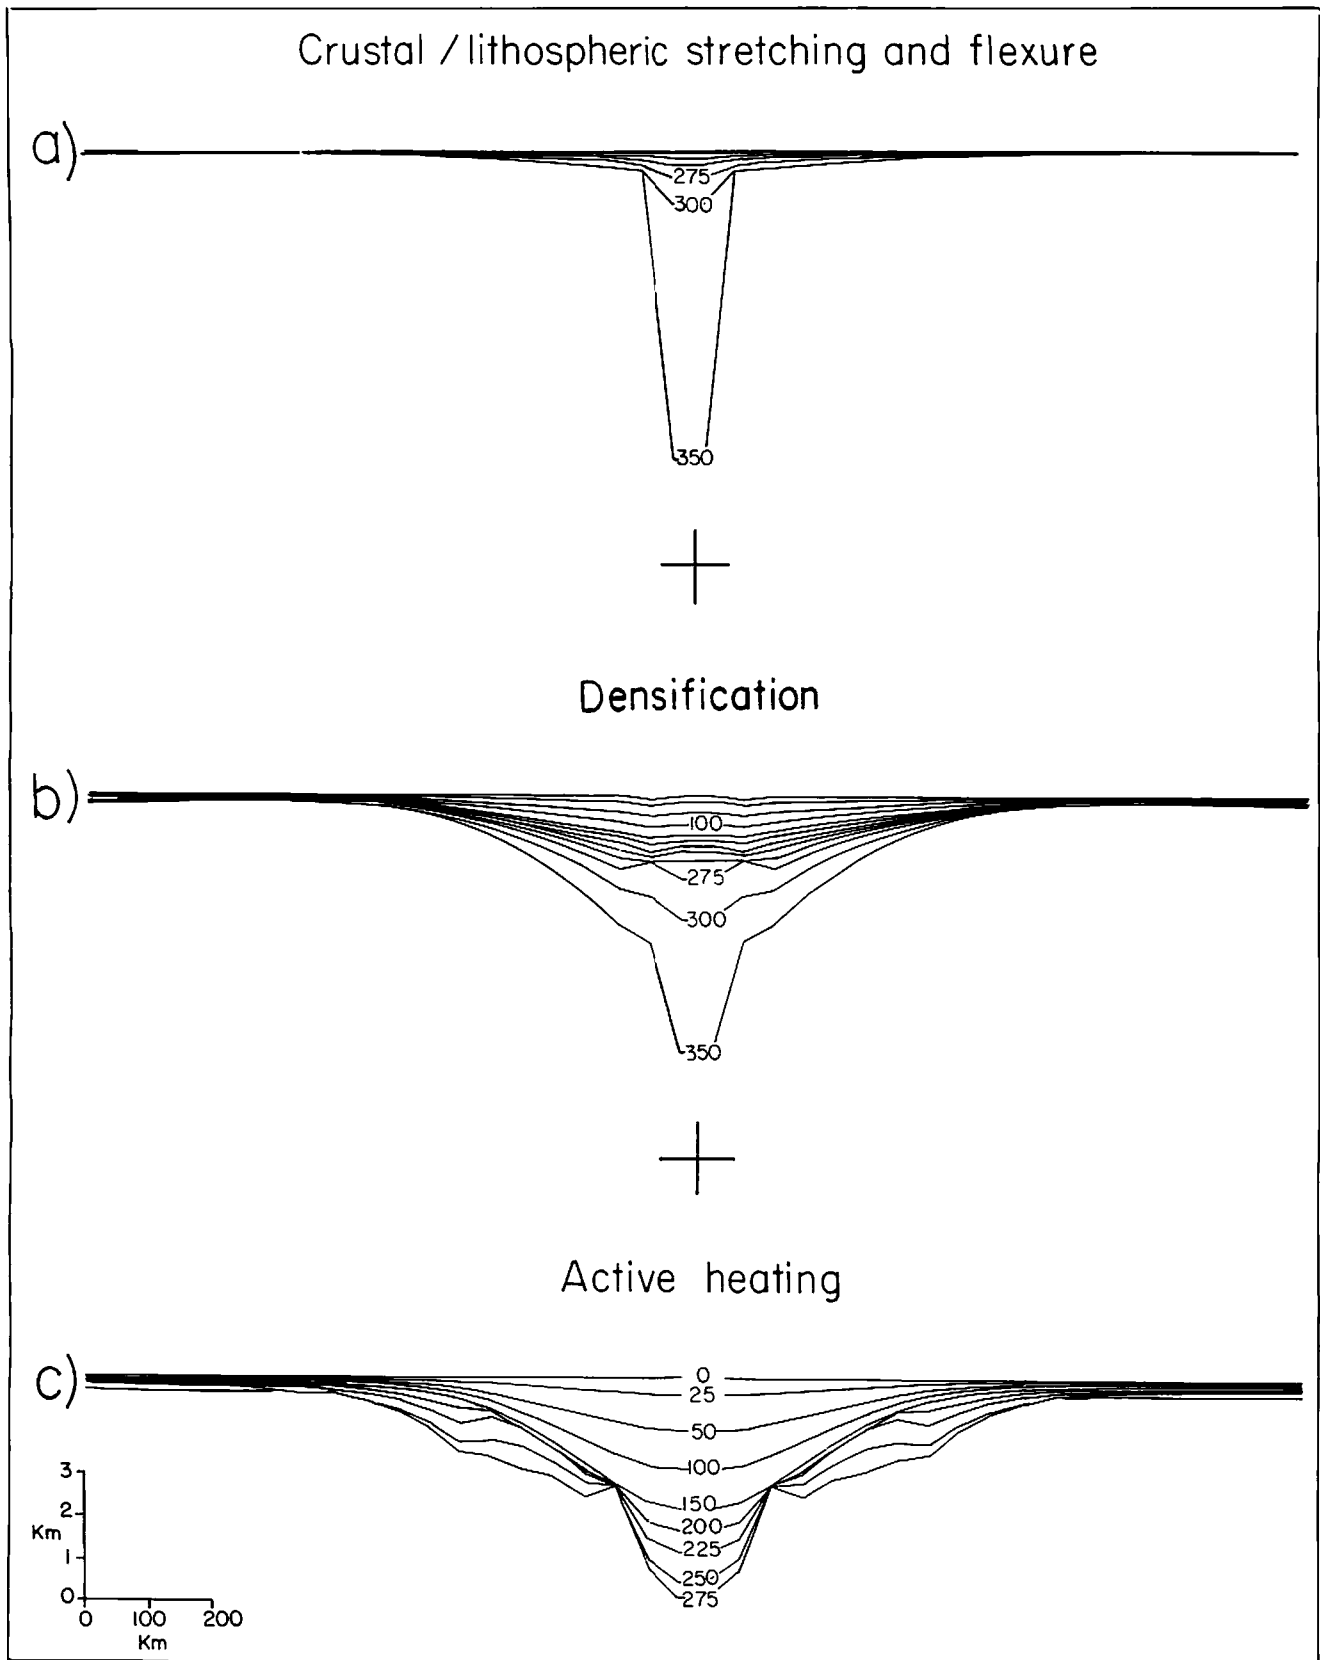 Crustal / lithospheric stretching and flexure
a)
275
300
350
+
Densification
b)
100
275
300
350
+
Active heating
c)
0
25
50
100
150
200
225
250
275
3
2
Km
1
0
0 100 200
Km